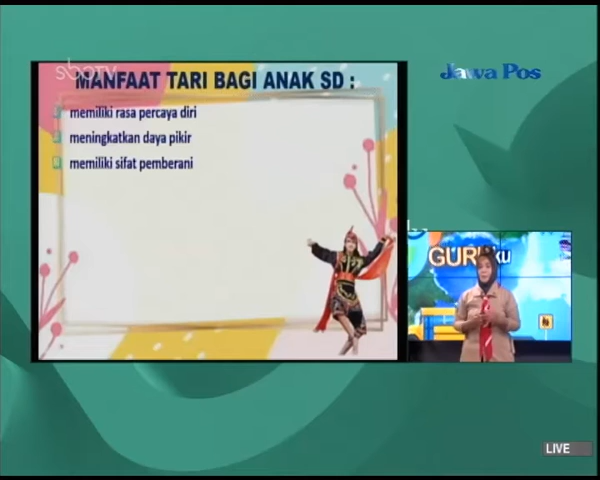 sboTV
MANFAAT TARI BAGI ANAK SD :
Jawa Pos
memiliki rasa percaya diri
meningkatkan daya pikir
memiliki sifat pemberani
GURUku
LIVE